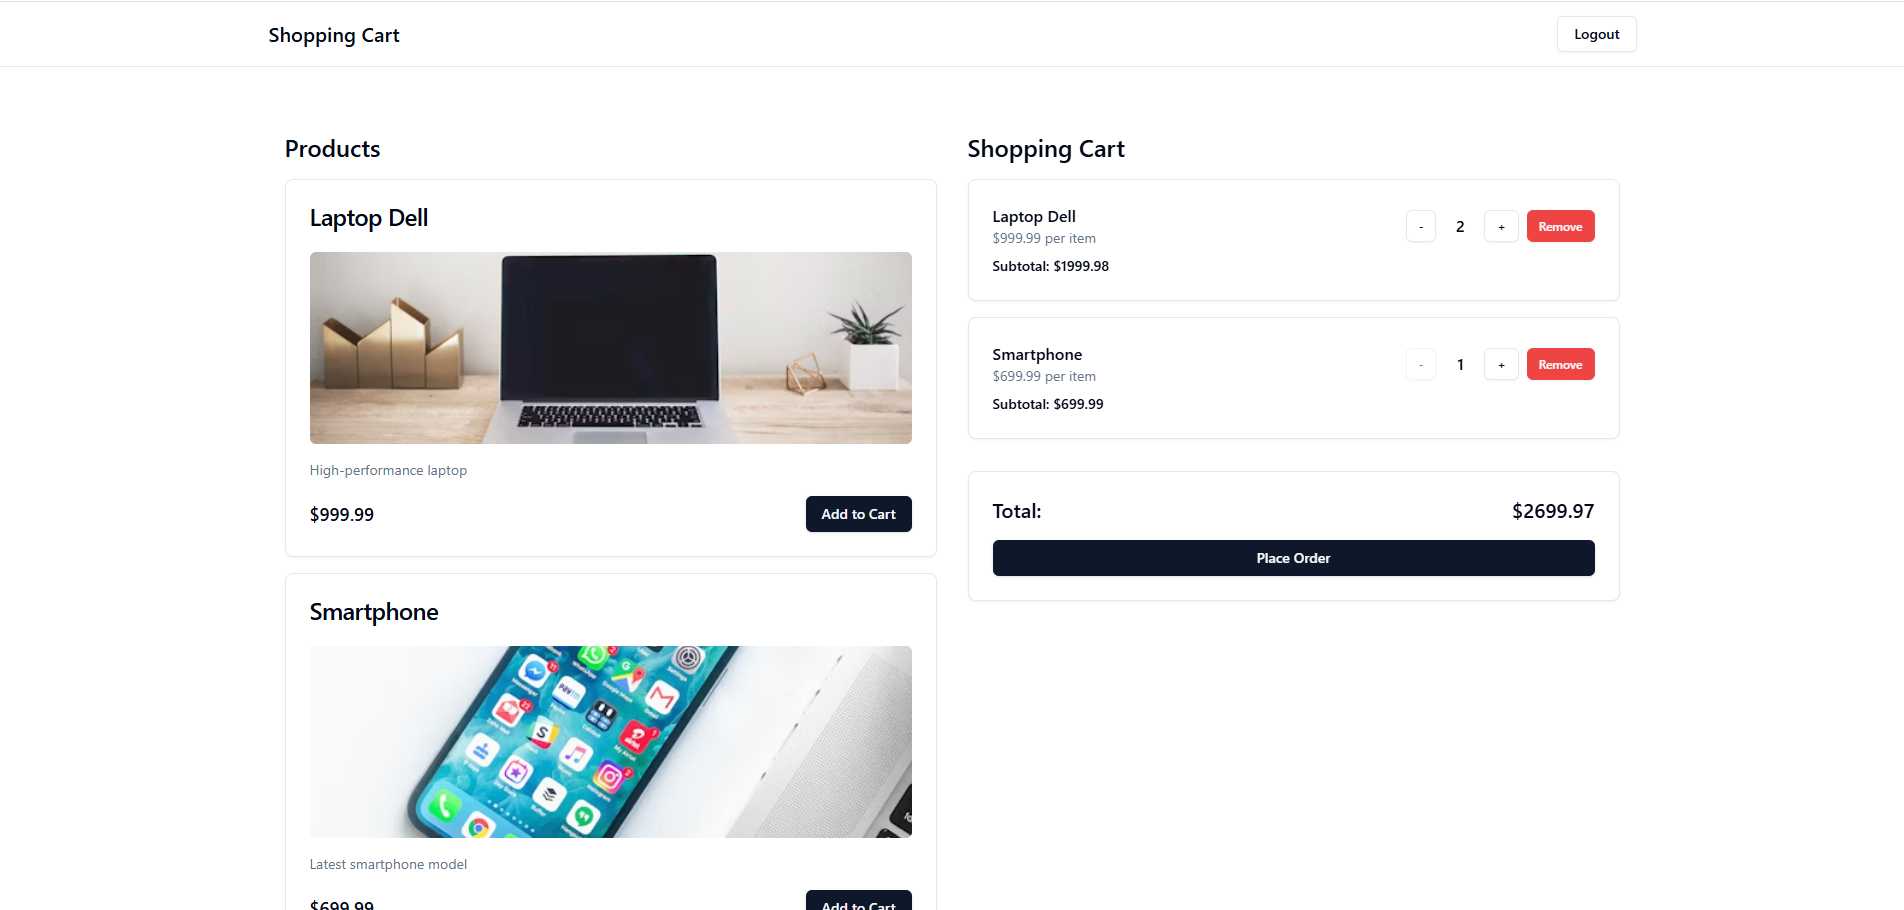 Shopping Cart
Logout
Products
Laptop Dell
High-performance laptop
$999.99
Add to Cart
Smartphone
Latest smartphone model
$699.99
Add to Cart
Shopping Cart
Laptop Dell
$999.99 per item
Subtotal: $1999.98
- 2 + Remove
Smartphone
$699.99 per item
Subtotal: $699.99
- 1 + Remove
Total: $2699.97
Place Order